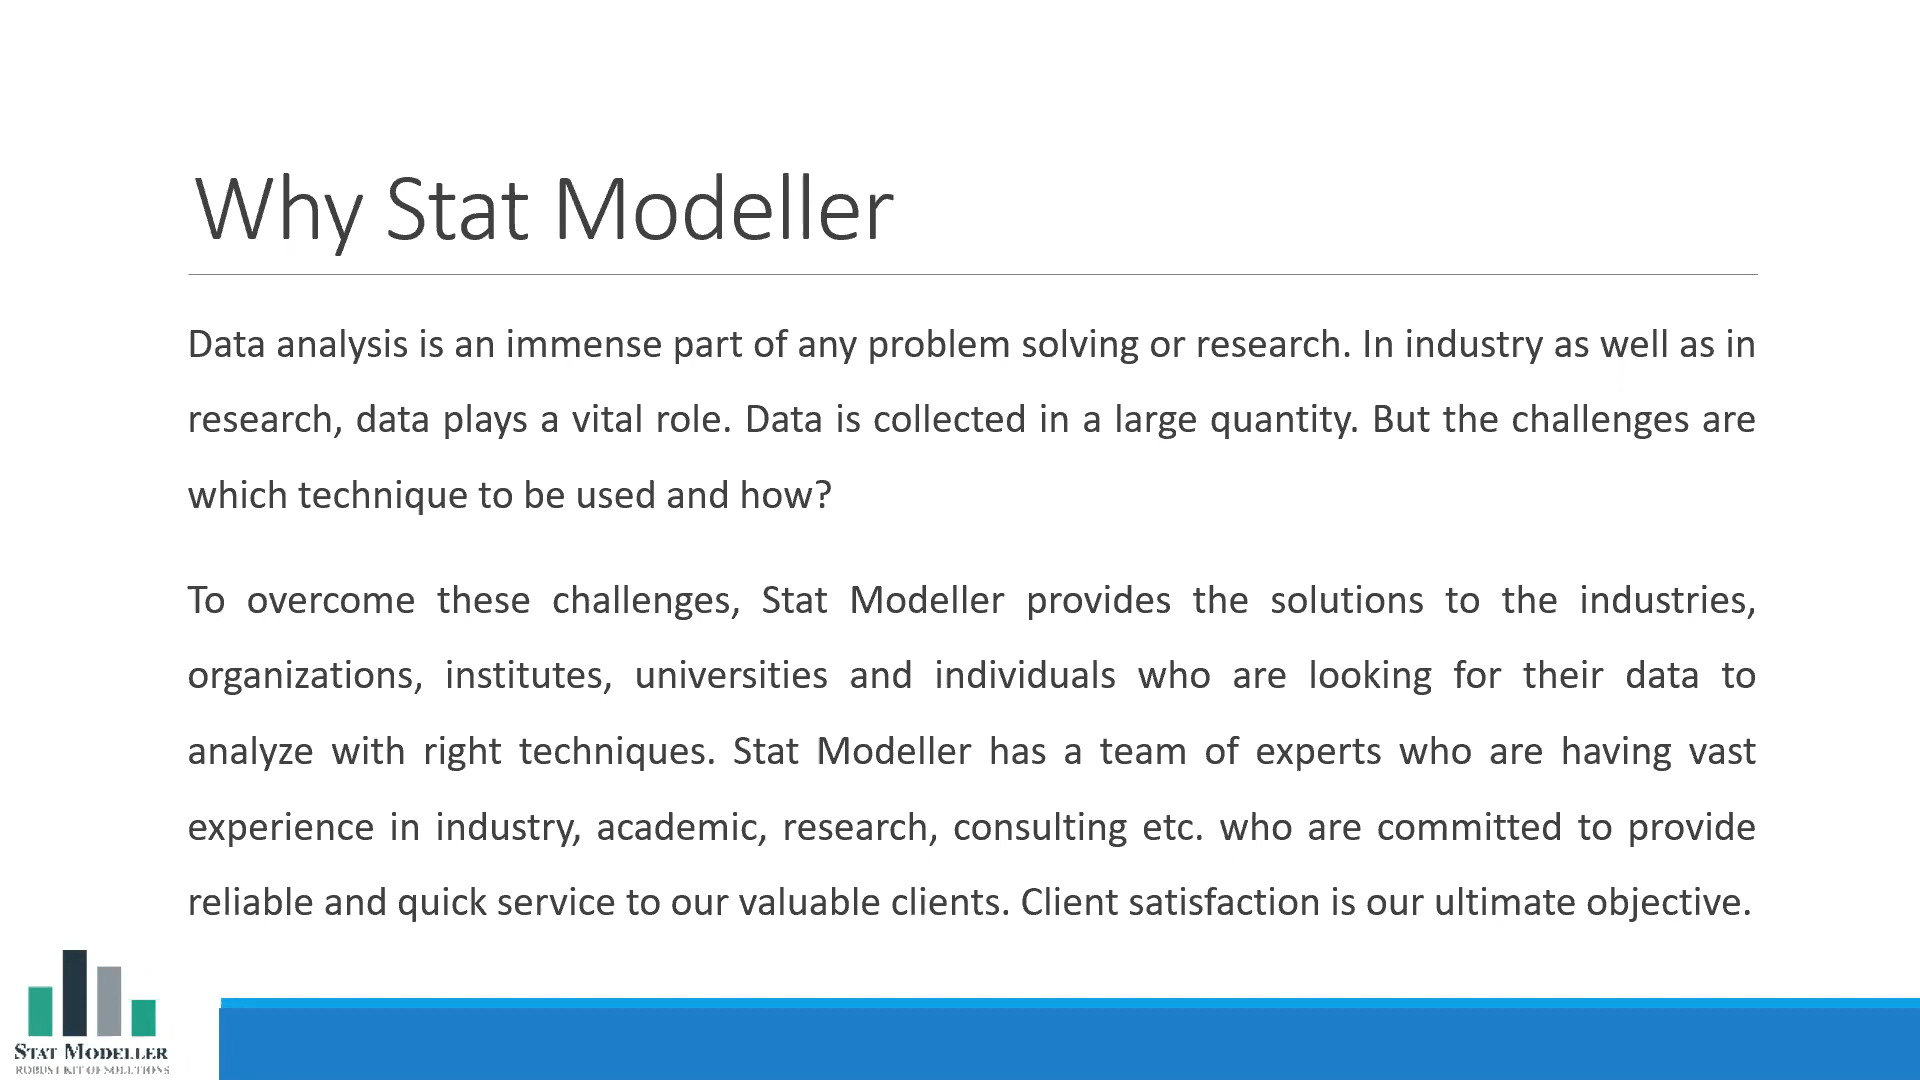 Why Stat Modeller
Data analysis is an immense part of any problem solving or research. In industry as well as in
research, data plays a vital role. Data is collected in a large quantity. But the challenges are
which technique to be used and how?
To overcome these challenges, Stat Modeller provides the solutions to the industries,
organizations, institutes, universities and individuals who are looking for their data to
analyze with right techniques. Stat Modeller has a team of experts who are having vast
experience in industry, academic, research, consulting etc. who are committed to provide
reliable and quick service to our valuable clients. Client satisfaction is our ultimate objective.
STAT MODELLER
ROBUST KIT OF SOLUTIONS